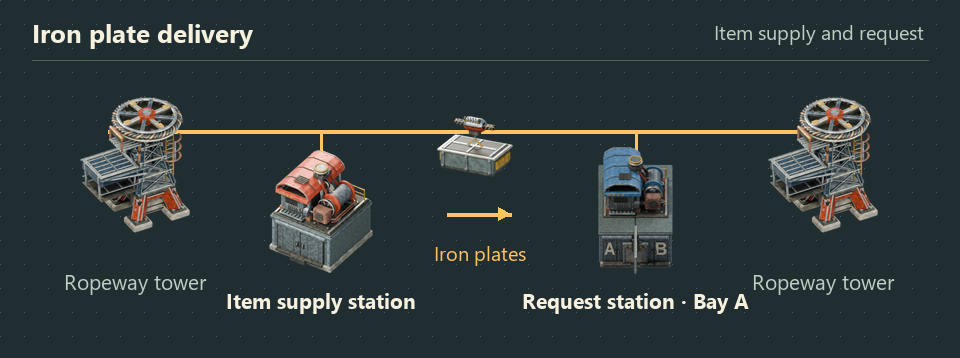 Iron plate delivery
Item supply and request
A B
Iron plates
Ropeway tower
Item supply station
Request station · Bay A
Ropeway tower